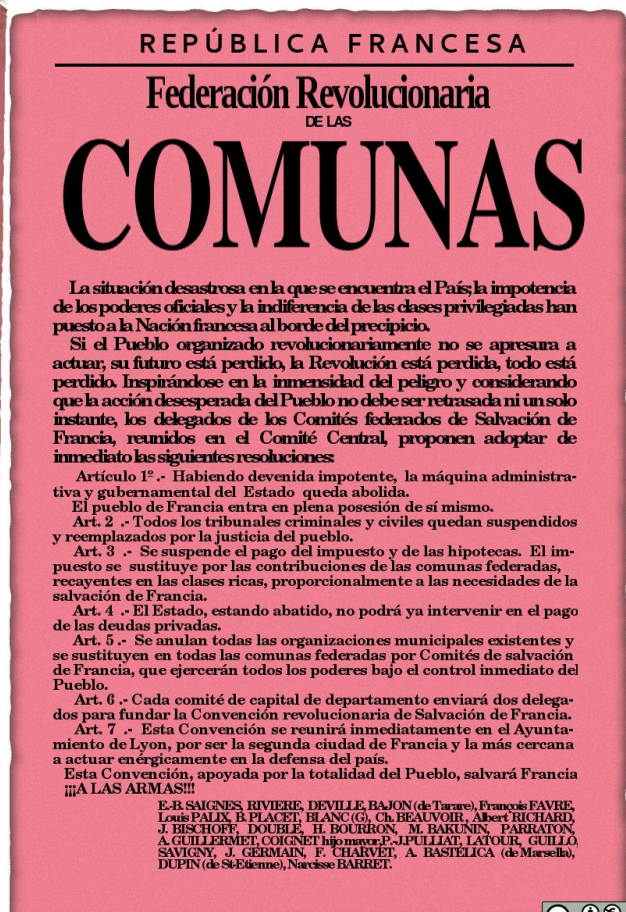 REPÚBLICA FRANCESA
Federación Revolucionaria
DE LAS
COMUNAS
La situación desastrosa en la que se encuentra el País; la impotencia
de los poderes oficiales y la indiferencia de las clases privilegiadas han
puesto a la Nación francesa al borde del precipicio.
Si el Pueblo organizado revolucionariamente no se apresura a
actuar, su futuro está perdido, la Revolución está perdida, todo está
perdido. Inspirándose en la inmensidad del peligro y considerando
que la acción desesperada del Pueblo no debe ser retrasada ni un solo
instante, los delegados de los Comités federados de Salvación de
Francia, reunidos en el Comité Central, proponen adoptar de
inmediato las siguientes resoluciones:
Artículo 1º .- Habiendo devenida impotente, la máquina administra-
tiva y gubernamental del Estado queda abolida.
El pueblo de Francia entra en plena posesión de sí mismo.
Art. 2 .- Todos los tribunales criminales y civiles quedan suspendidos
y reemplazados por la justicia del pueblo.
Art. 3 .- Se suspende el pago del impuesto y de las hipotecas. El im-
puesto se sustituye por las contribuciones de las comunas federadas,
recayentes en las clases ricas, proporcionalmente a las necesidades de la
salvación de Francia.
Art. 4 .- El Estado, estando abatido, no podrá ya intervenir en el pago
de las deudas privadas.
Art. 5 .- Se anulan todas las organizaciones municipales existentes y
se sustituyen en todas las comunas federadas por Comités de salvación
de Francia, que ejercerán todos los poderes bajo el control inmediato del
Pueblo.
Art. 6 .- Cada comité de capital de departamento enviará dos delega-
dos para fundar la Convención revolucionaria de Salvación de Francia.
Art. 7 .- Esta Convención se reunirá inmediatamente en el Ayunta-
miento de Lyon, por ser la segunda ciudad de Francia y la más cercana
a actuar enérgicamente en la defensa del país.
Esta Convención, apoyada por la totalidad del Pueblo, salvará Francia
¡¡¡A LAS ARMAS!!!
E.-B. SAIGNES, RIVIERE, DEVILLE, BAJON (de Tarare), François FAVRE,
Louis PALIX, B. PLACET, BLANC (G), Ch. BEAUVOIR, Albert RICHARD,
J. BISCHOFF, DOUBLE, H. BOURRON, M. BAKUNIN, PARRATON,
A. GUILLERMET, COIGNET hijo mayor, P.-J. PULLIAT, LATOUR, GUILLO,
SAVIGNY, J. GERMAIN, F. CHARVET, A. BASTÉLICA (de Marsella),
DUPIN (de St-Etienne), Narcisse BARRET.